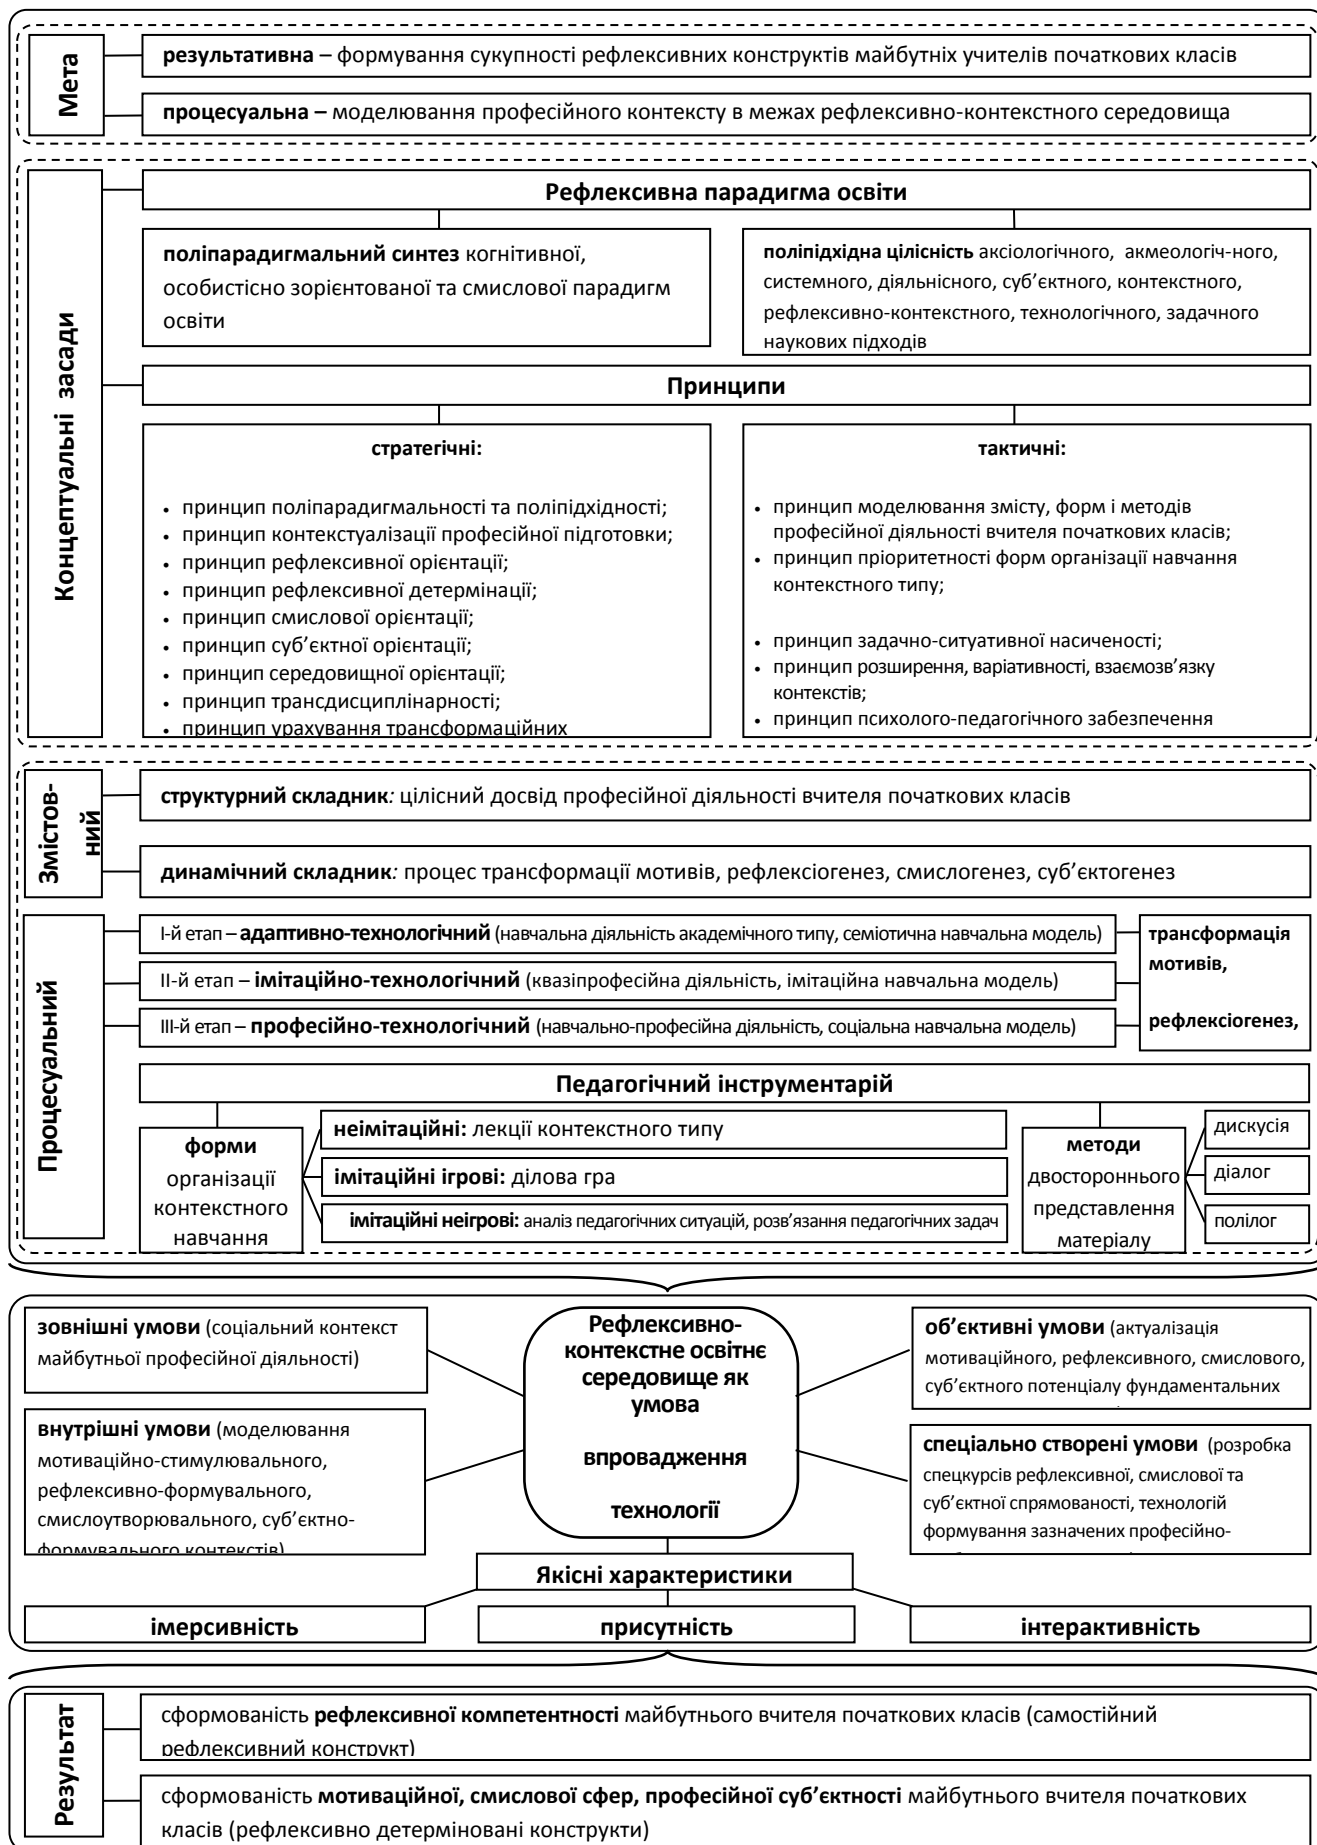 Мета
результативна – формування сукупності рефлексивних конструктів майбутніх учителів початкових класів
процесуальна – моделювання професійного контексту в межах рефлексивно-контекстного середовища
Концептуальні засади
Рефлексивна парадигма освіти
поліпарадигмальний синтез когнітивної,
особистісно зорієнтованої та смислової парадигм
освіти
поліпідхідна цілісність аксіологічного, акмеологіч-ного,
системного, діяльнісного, суб’єктного, контекстного,
рефлексивно-контекстного, технологічного, задачного
наукових підходів
Принципи
стратегічні:
• принцип поліпарадигмальності та поліпідхідності;
• принцип контекстуалізації професійної підготовки;
• принцип рефлексивної орієнтації;
• принцип рефлексивної детермінації;
• принцип смислової орієнтації;
• принцип суб’єктної орієнтації;
• принцип середовищної орієнтації;
• принцип трансдисциплінарності;
• принцип урахування трансформаційних
тактичні:
• принцип моделювання змісту, форм і методів
професійної діяльності вчителя початкових класів;
• принцип пріоритетності форм організації навчання
контекстного типу;
• принцип задачно-ситуативної насиченості;
• принцип розширення, варіативності, взаємозв’язку
контекстів;
• принцип психолого-педагогічного забезпечення
Змістов-
ний
структурний складник: цілісний досвід професійної діяльності вчителя початкових класів
динамічний складник: процес трансформації мотивів, рефлексіогенез, смислогенез, суб’єктогенез
Процесуальний
І-й етап – адаптивно-технологічний (навчальна діяльність академічного типу, семіотична навчальна модель)
ІІ-й етап – імітаційно-технологічний (квазіпрофесійна діяльність, імітаційна навчальна модель)
ІІІ-й етап – професійно-технологічний (навчально-професійна діяльність, соціальна навчальна модель)
трансформація
мотивів,
рефлексіогенез,
Педагогічний інструментарій
форми
організації
контекстного
навчання
неімітаційні: лекції контекстного типу
імітаційні ігрові: ділова гра
імітаційні неігрові: аналіз педагогічних ситуацій, розв’язання педагогічних задач
методи
двостороннього
представлення
матеріалу
дискусія
діалог
полілог
зовнішні умови (соціальний контекст
майбутньої професійної діяльності)
внутрішні умови (моделювання
мотиваційно-стимулювального,
рефлексивно-формувального,
смислоутворювального, суб’єктно-
формувального контекстів)
Рефлексивно-
контекстне освітнє
середовище як
умова
впровадження
технології
об’єктивні умови (актуалізація
мотиваційного, рефлексивного, смислового,
суб’єктного потенціалу фундаментальних
спеціально створені умови (розробка
спецкурсів рефлексивної, смислової та
суб’єктної спрямованості, технологій
формування зазначених професійно-
Якісні характеристики
імерсивність
присутність
інтерактивність
Результат
сформованість рефлексивної компетентності майбутнього вчителя початкових класів (самостійний
рефлексивний конструкт)
сформованість мотиваційної, смислової сфер, професійної суб’єктності майбутнього вчителя початкових
класів (рефлексивно детерміновані конструкти)